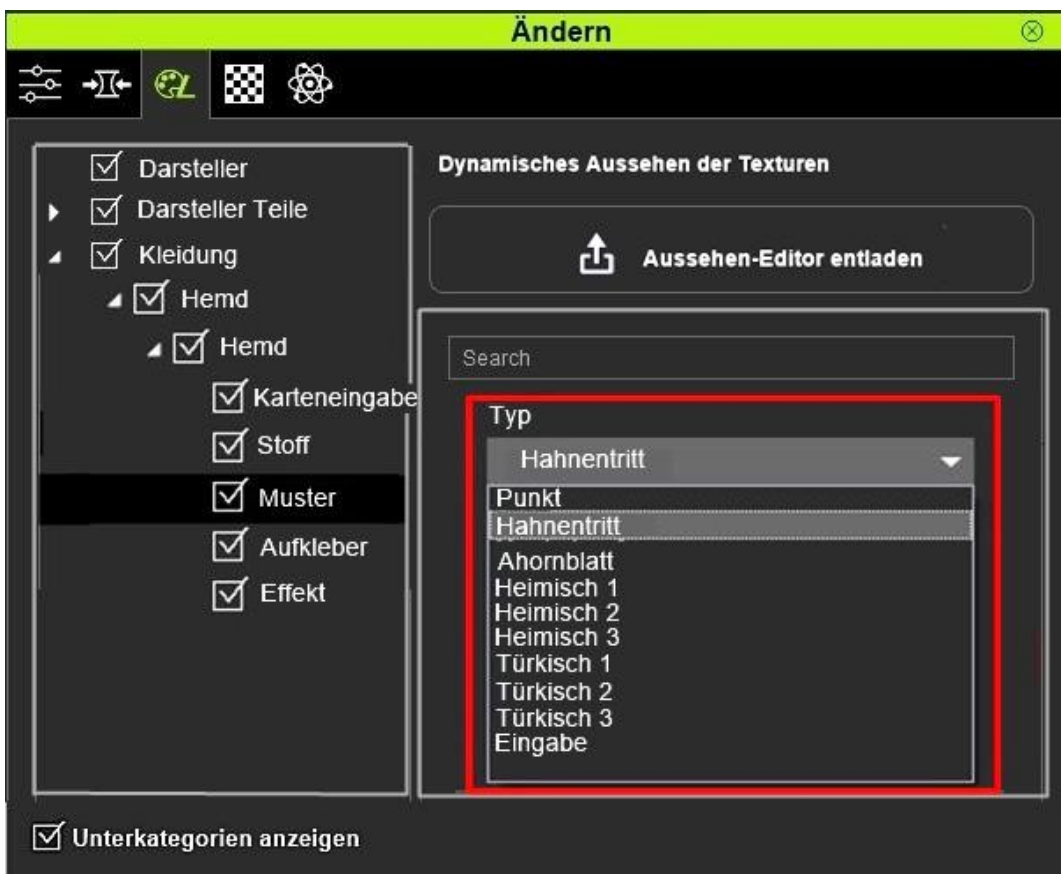 Ändern
Darsteller
Darsteller Teile
Kleidung
Hemd
Hemd
Karteneingabe
Stoff
Muster
Aufkleber
Effekt
Dynamisches Aussehen der Texturen
Aussehen-Editor entladen
Search
Typ
Hahnentritt
Punkt
Hahnentritt
Ahornblatt
Heimisch 1
Heimisch 2
Heimisch 3
Türkisch 1
Türkisch 2
Türkisch 3
Eingabe
Unterkategorien anzeigen